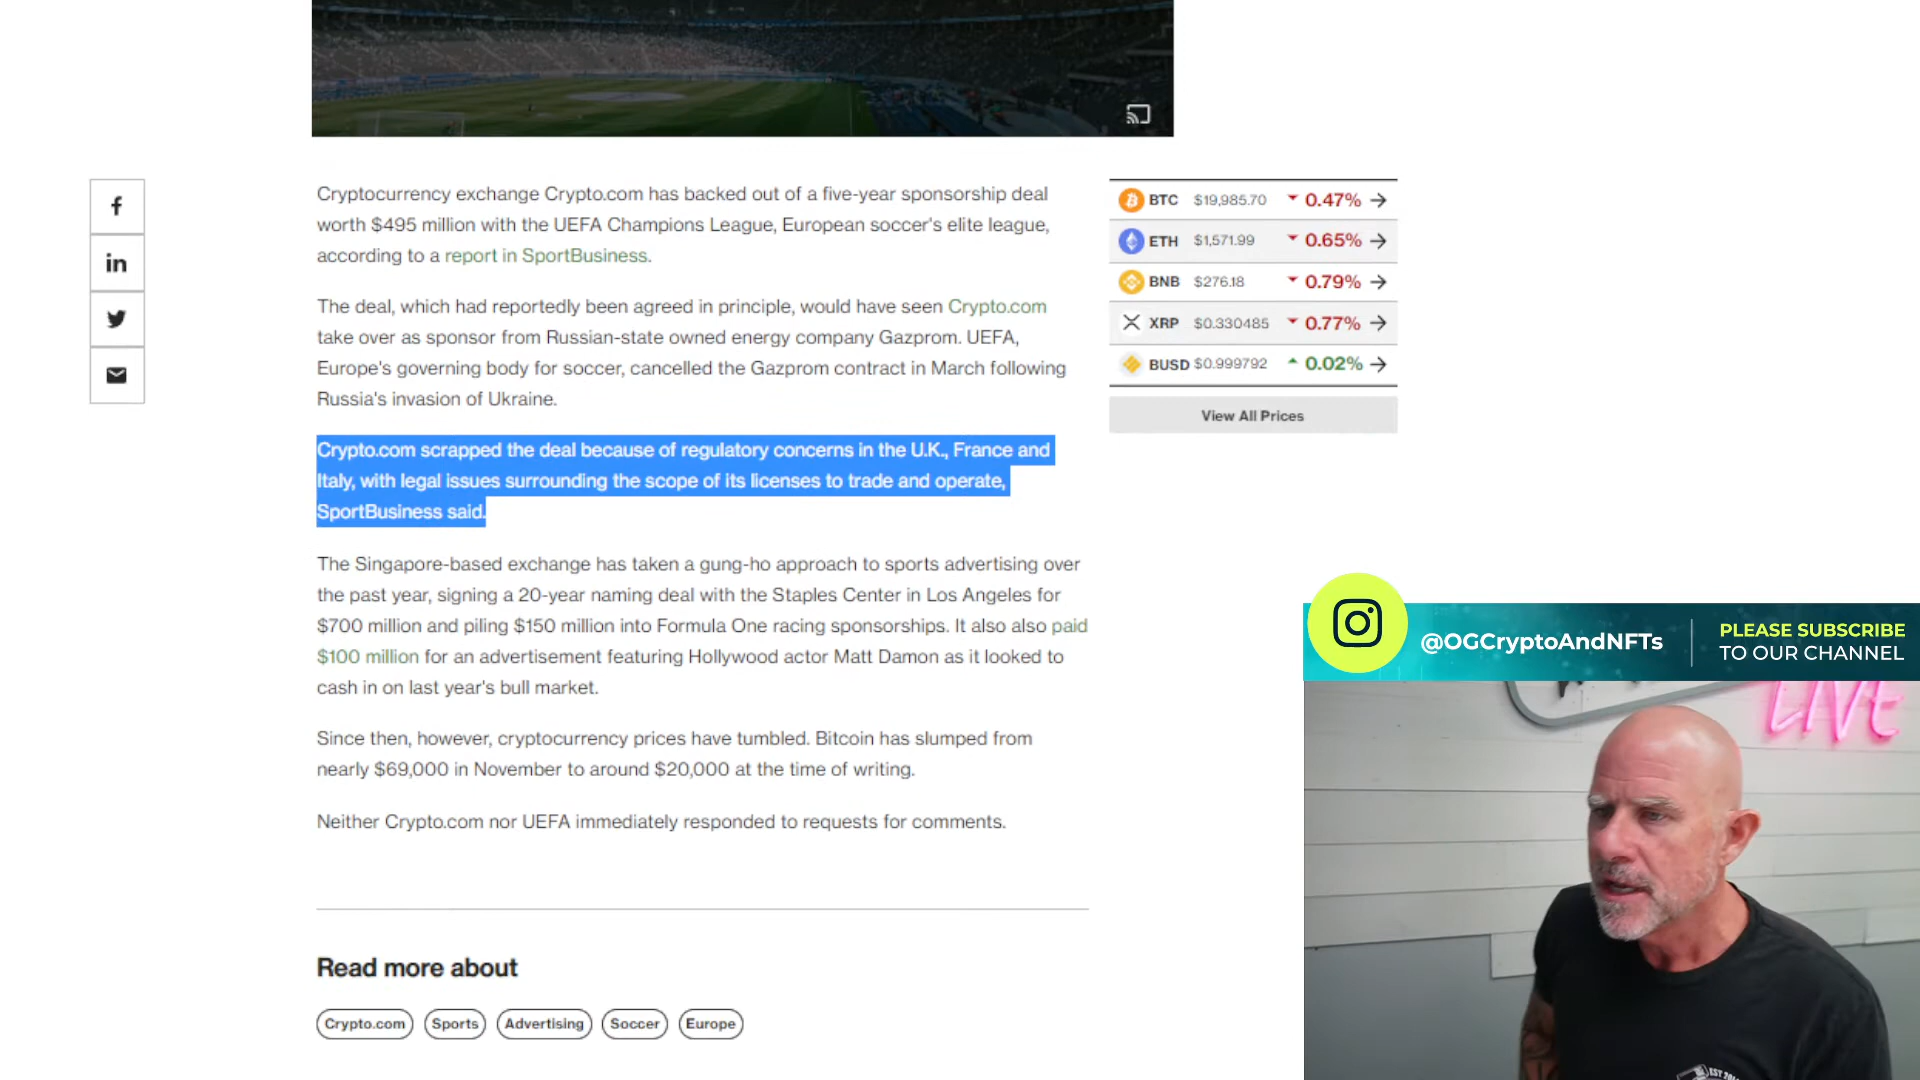 Cryptocurrency exchange Crypto.com has backed out of a five-year sponsorship deal
worth $495 million with the UEFA Champions League, European soccer's elite league,
according to a report in SportBusiness.
The deal, which had reportedly been agreed in principle, would have seen Crypto.com
take over as sponsor from Russian-state owned energy company Gazprom. UEFA,
Europe's governing body for soccer, cancelled the Gazprom contract in March following
Russia's invasion of Ukraine.
Crypto.com scrapped the deal because of regulatory concerns in the U.K., France and
Italy, with legal issues surrounding the scope of its licenses to trade and operate,
SportBusiness said.
The Singapore-based exchange has taken a gung-ho approach to sports advertising over
the past year, signing a 20-year naming deal with the Staples Center in Los Angeles for
$700 million and piling $150 million into Formula One racing sponsorships. It also also paid
$100 million for an advertisement featuring Hollywood actor Matt Damon as it looked to
cash in on last year's bull market.
Since then, however, cryptocurrency prices have tumbled. Bitcoin has slumped from
nearly $69,000 in November to around $20,000 at the time of writing.
Neither Crypto.com nor UEFA immediately responded to requests for comments.
Read more about
Crypto.com Sports Advertising Soccer Europe
BTC $19,985.70 0.47%
ETH $1,571.99 0.65%
BNB $276.18 0.79%
XRP $0.330485 0.77%
BUSD $0.999792 0.02%
View All Prices
@OGCryptoAndNFTs
PLEASE SUBSCRIBE
TO OUR CHANNEL
LIVE